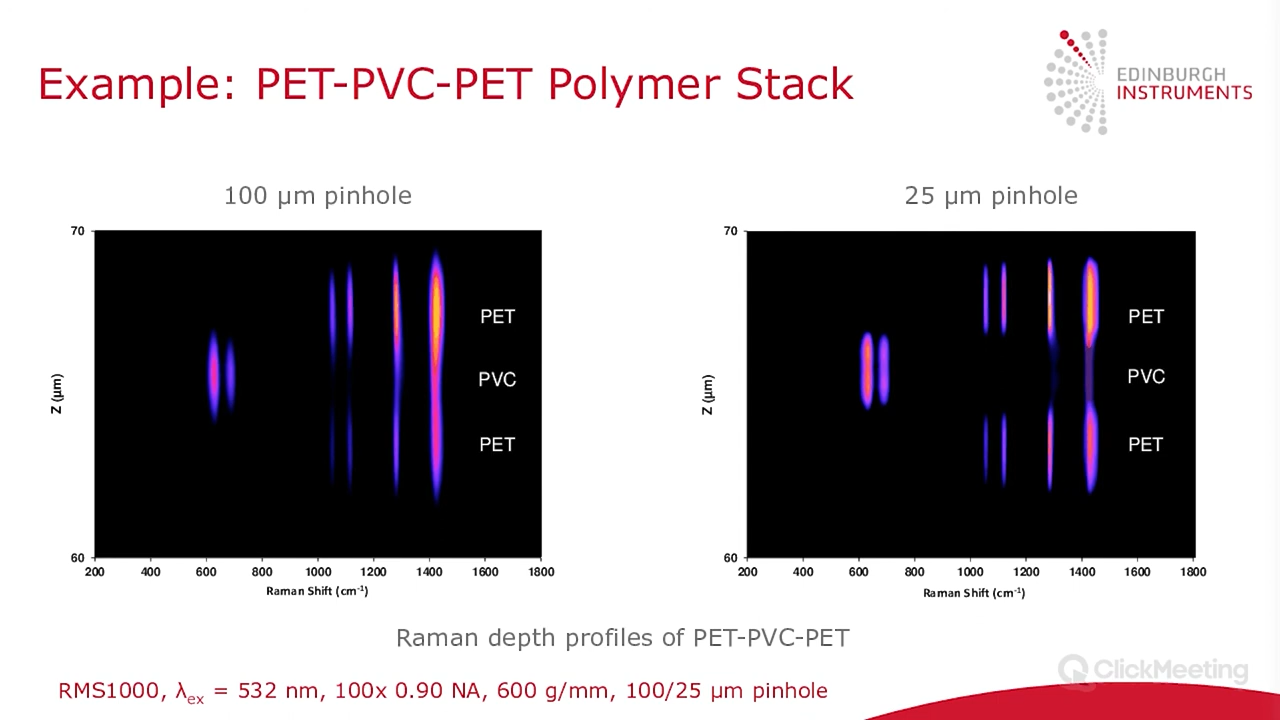 Example: PET-PVC-PET Polymer Stack
EDINBURGH
INSTRUMENTS
100 µm pinhole
25 µm pinhole
70
PET
PVC
PET
Z (µm)
60
200 400 600 800 1000 1200 1400 1600 1800
Raman Shift (cm⁻¹)
70
PET
PVC
PET
Z (µm)
60
200 400 600 800 1000 1200 1400 1600 1800
Raman Shift (cm⁻¹)
Raman depth profiles of PET-PVC-PET
ClickMeeting
RMS1000, λex = 532 nm, 100x 0.90 NA, 600 g/mm, 100/25 µm pinhole